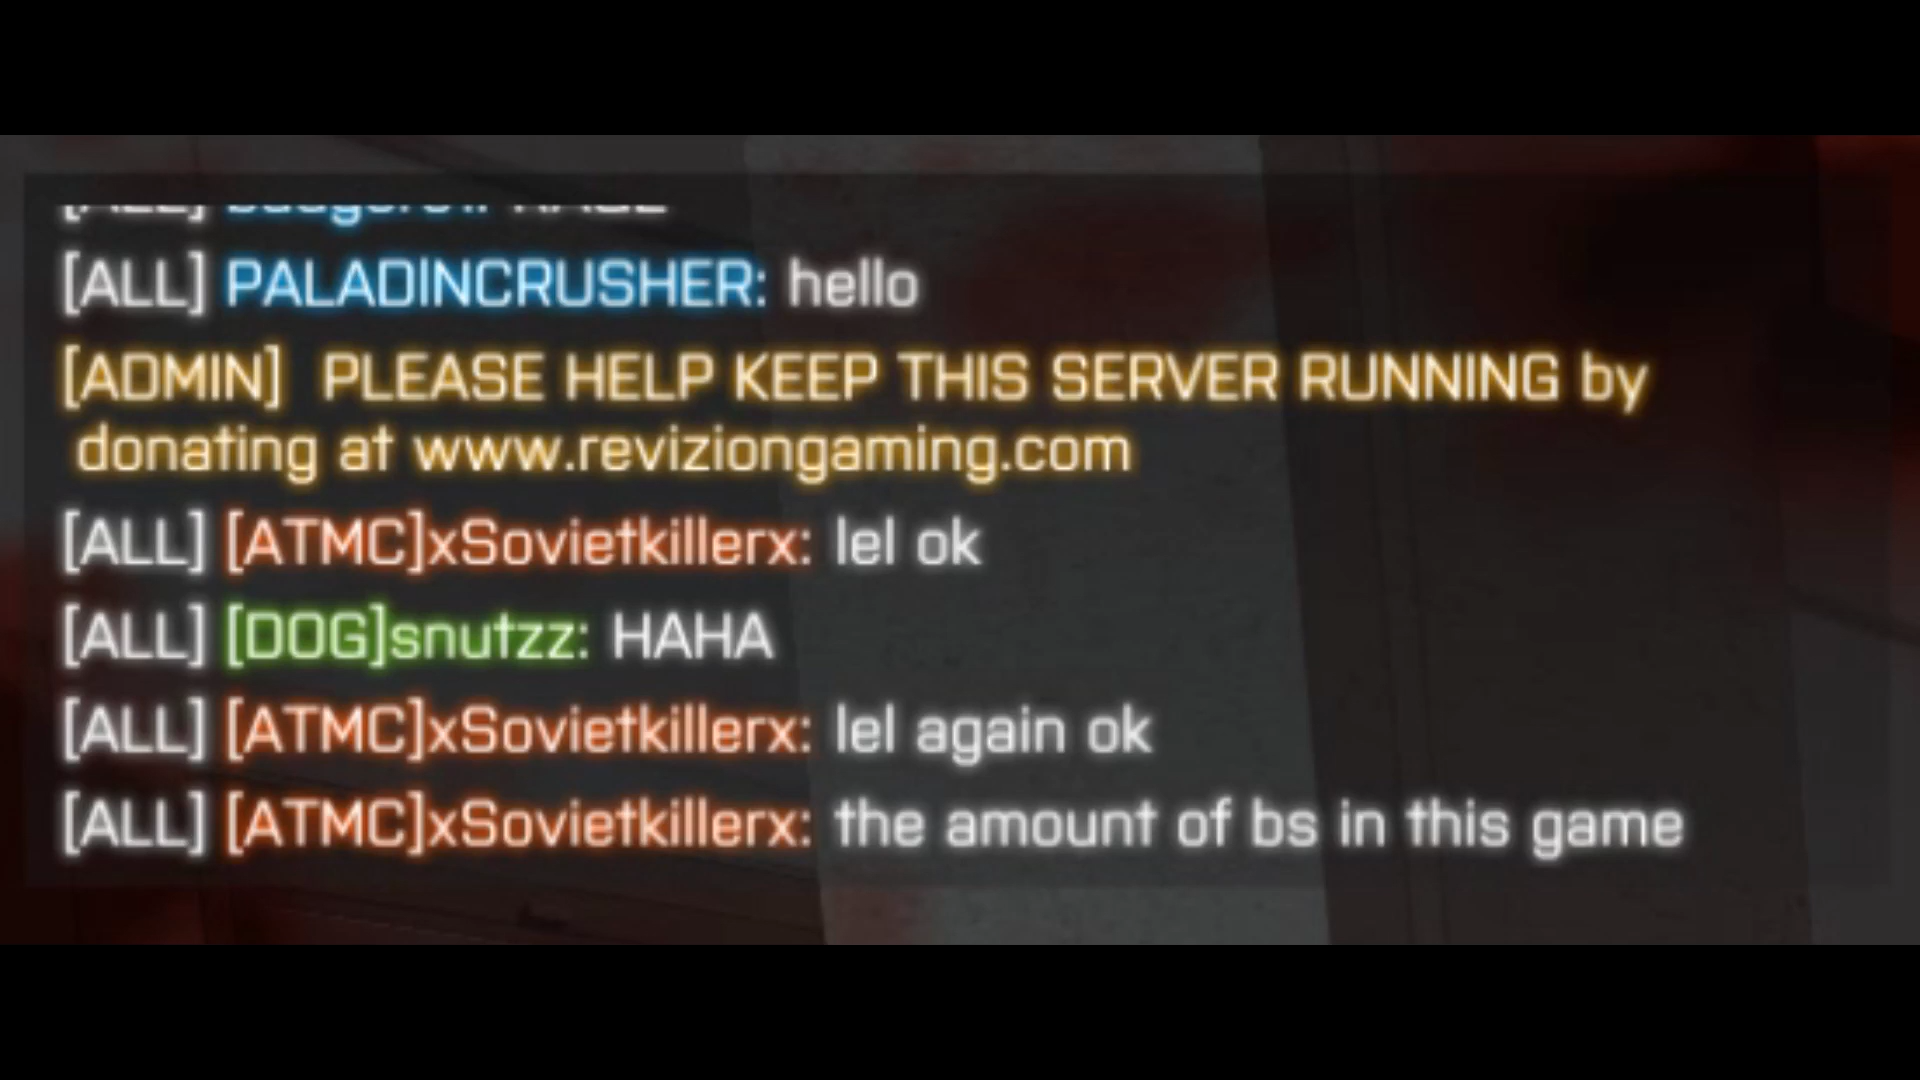 [ALL] PALADINCRUSHER: hello
[ADMIN] PLEASE HELP KEEP THIS SERVER RUNNING by
donating at www.reviziongaming.com
[ALL] [ATMC]xSovietkillerx: lel ok
[ALL] [DOG]snutzz: HAHA
[ALL] [ATMC]xSovietkillerx: lel again ok
[ALL] [ATMC]xSovietkillerx: the amount of bs in this game